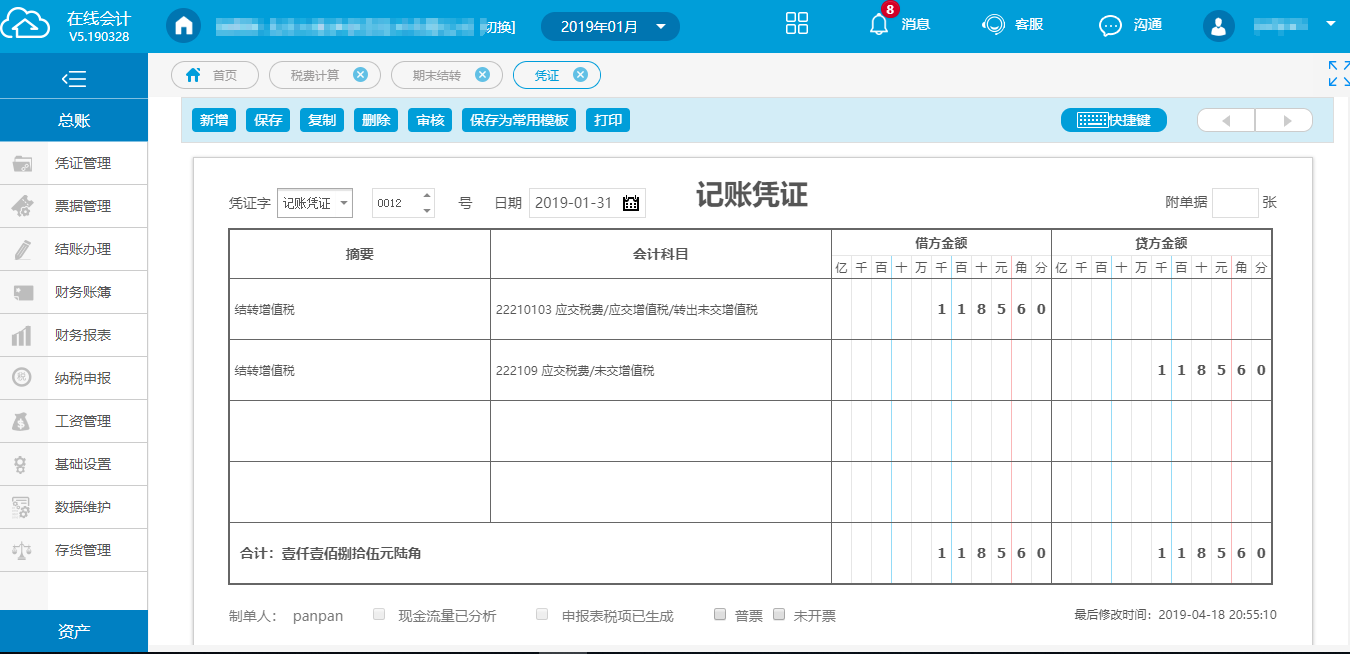 在线会计
V5.190328
切换]
2019年01月
8
消息
客服
沟通
首页
税费计算
期末结转
凭证
总账
凭证管理
票据管理
结账办理
财务账簿
财务报表
纳税申报
税
工资管理
基础设置
数据维护
存货管理
资产
新增 保存 复制 删除 审核 保存为常用模板 打印
快捷键
记账凭证
凭证字 记账凭证 0012 号 日期 2019-01-31
附单据 张
摘要 会计科目 借方金额 贷方金额
亿 千 百 十 万 千 百 十 元 角 分 亿 千 百 十 万 千 百 十 元 角 分
结转增值税 22210103 应交税费/应交增值税/转出未交增值税 1 1 8 5 6 0
结转增值税 222109 应交税费/未交增值税 1 1 8 5 6 0
合计：壹仟壹佰捌拾伍元陆角 1 1 8 5 6 0 1 1 8 5 6 0
制单人： panpan 现金流量已分析 申报表税项已生成 普票 未开票 最后修改时间：2019-04-18 20:55:10